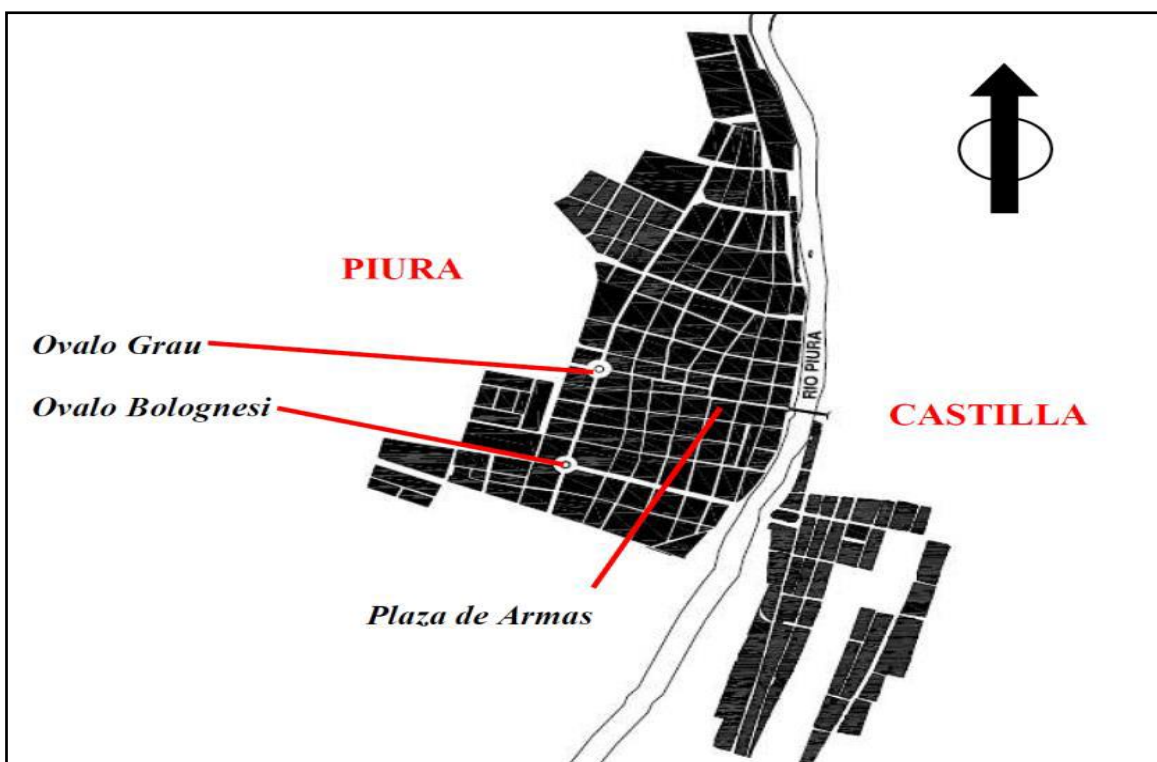 PIURA
Ovalo Grau
Ovalo Bolognesi
RIO PIURA
CASTILLA
Plaza de Armas